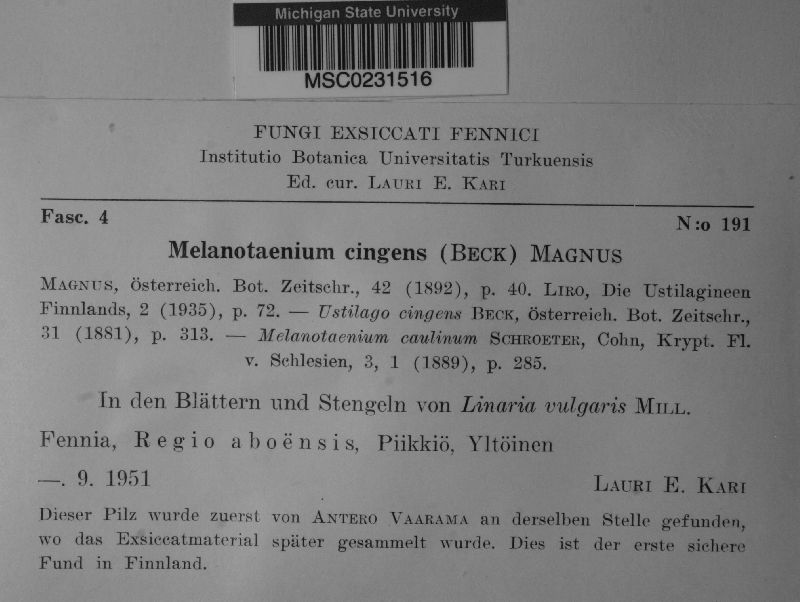 Michigan State University
MSC0231516
FUNGI EXSICCATI FENNICI
Institutio Botanica Universitatis Turkuensis
Ed. cur. LAURI E. KARI
Fasc. 4 N:o 191
Melanotaenium cingens (BECK) MAGNUS
MAGNUS, österreich. Bot. Zeitschr., 42 (1892), p. 40. LIRO, Die Ustilagineen
Finnlands, 2 (1935), p. 72. — Ustilago cingens BECK, österreich. Bot. Zeitschr.,
31 (1881), p. 313. — Melanotaenium caulinum SCHROETER, Cohn, Krypt. Fl.
v. Schlesien, 3, 1 (1889), p. 285.
In den Blättern und Stengeln von Linaria vulgaris MILL.
Fennia, Regio aboënsis, Piikkiö, Yltöinen
—. 9. 1951 LAURI E. KARI
Dieser Pilz wurde zuerst von ANTERO VAARAMA an derselben Stelle gefunden,
wo das Exsiccatmaterial später gesammelt wurde. Dies ist der erste sichere
Fund in Finnland.